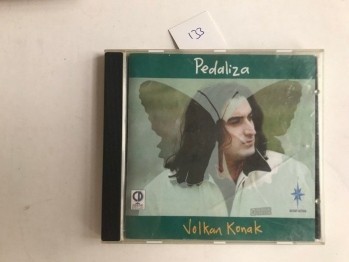 133
Pedaliza
Volkan Konak